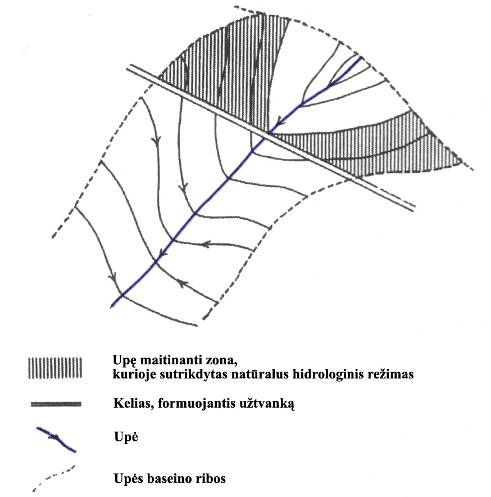 Upę maitinanti zona,
kurioje sutrikdytas natūralus hidrologinis režimas
Kelias, formuojantis užtvanką
Upė
Upės baseino ribos